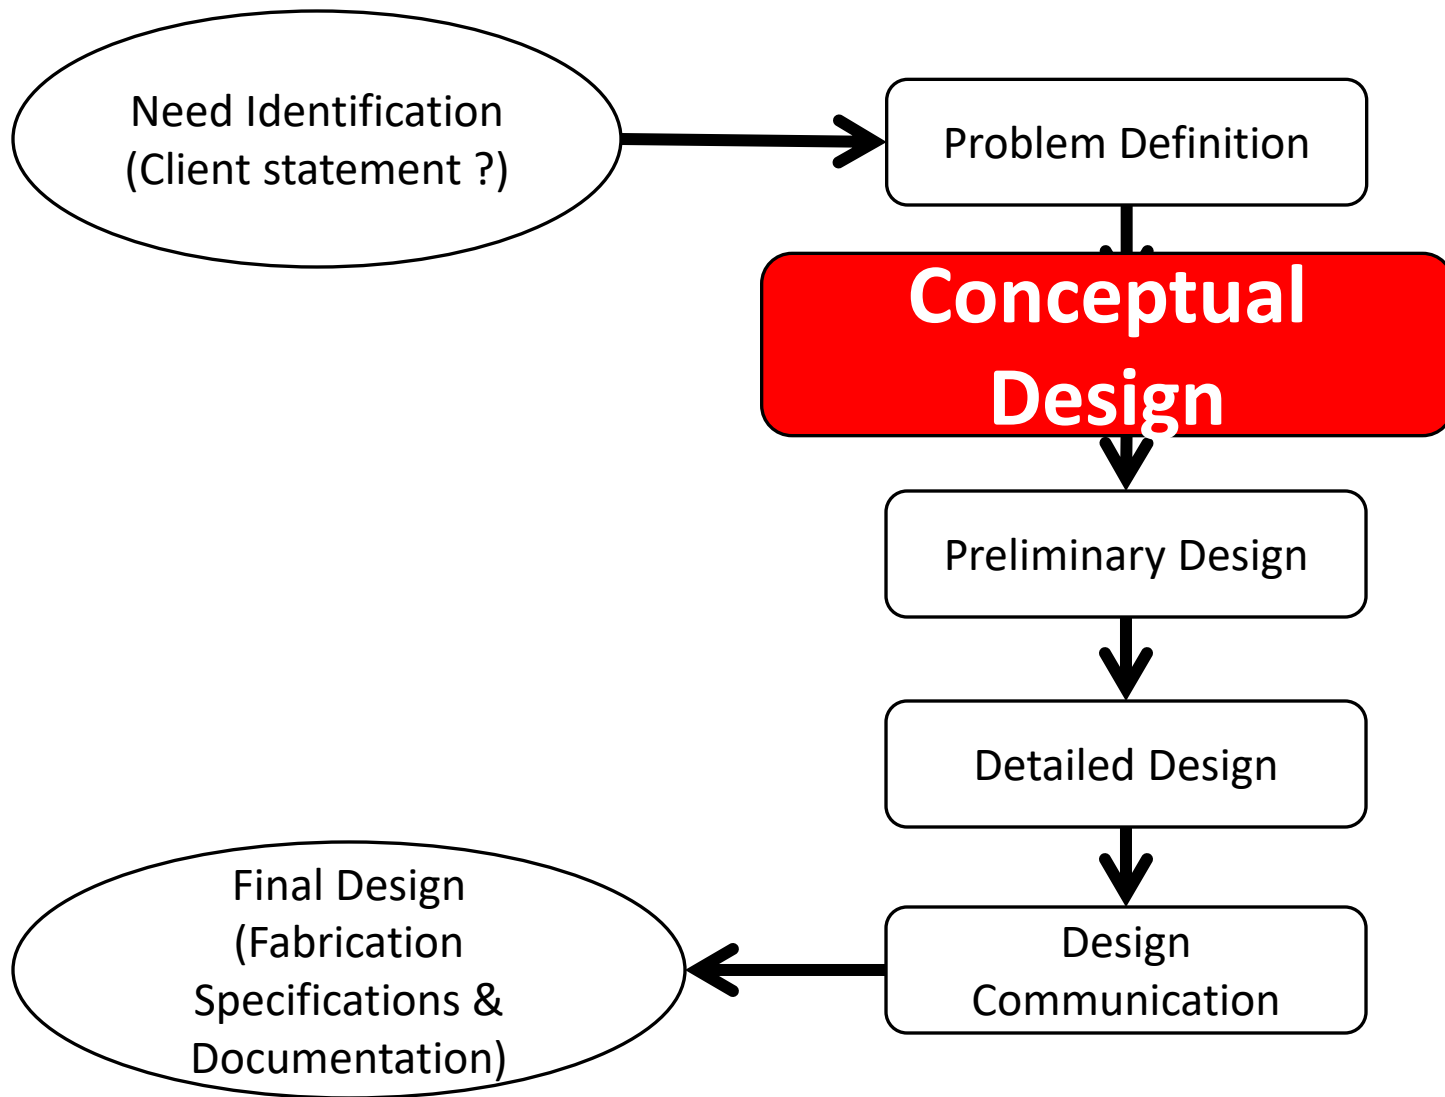 Need Identification
(Client statement ?)
Problem Definition
Conceptual
Design
Preliminary Design
Detailed Design
Design
Communication
Final Design
(Fabrication
Specifications &
Documentation)